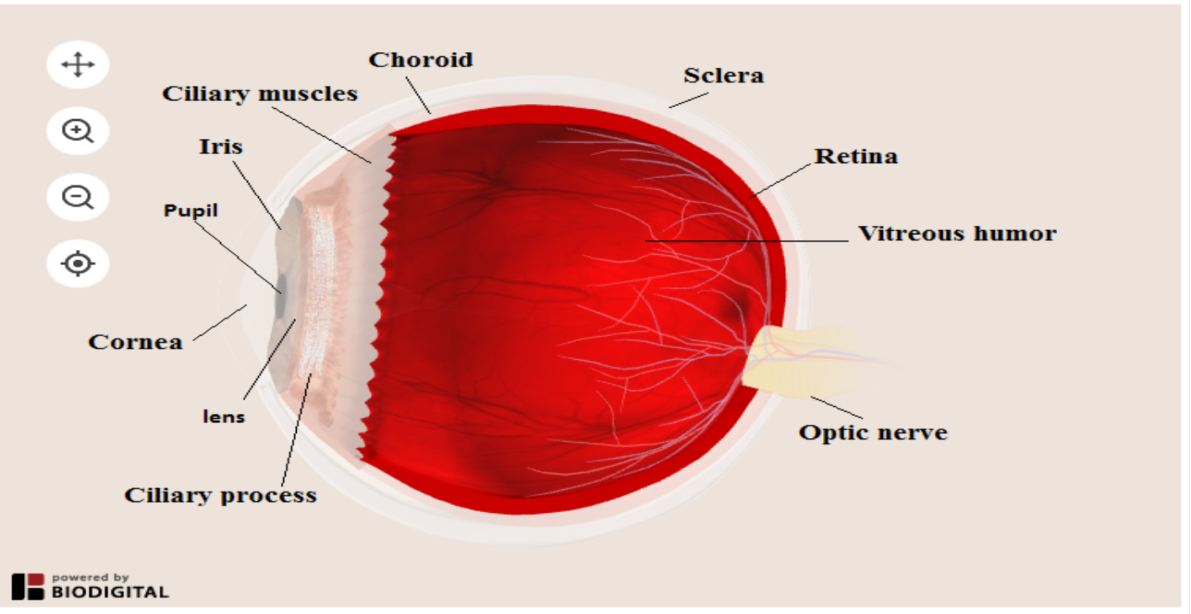 Choroid
Sclera
Ciliary muscles
Iris
Retina
Pupil
Vitreous humor
Cornea
lens
Optic nerve
Ciliary process
powered by
BIODIGITAL